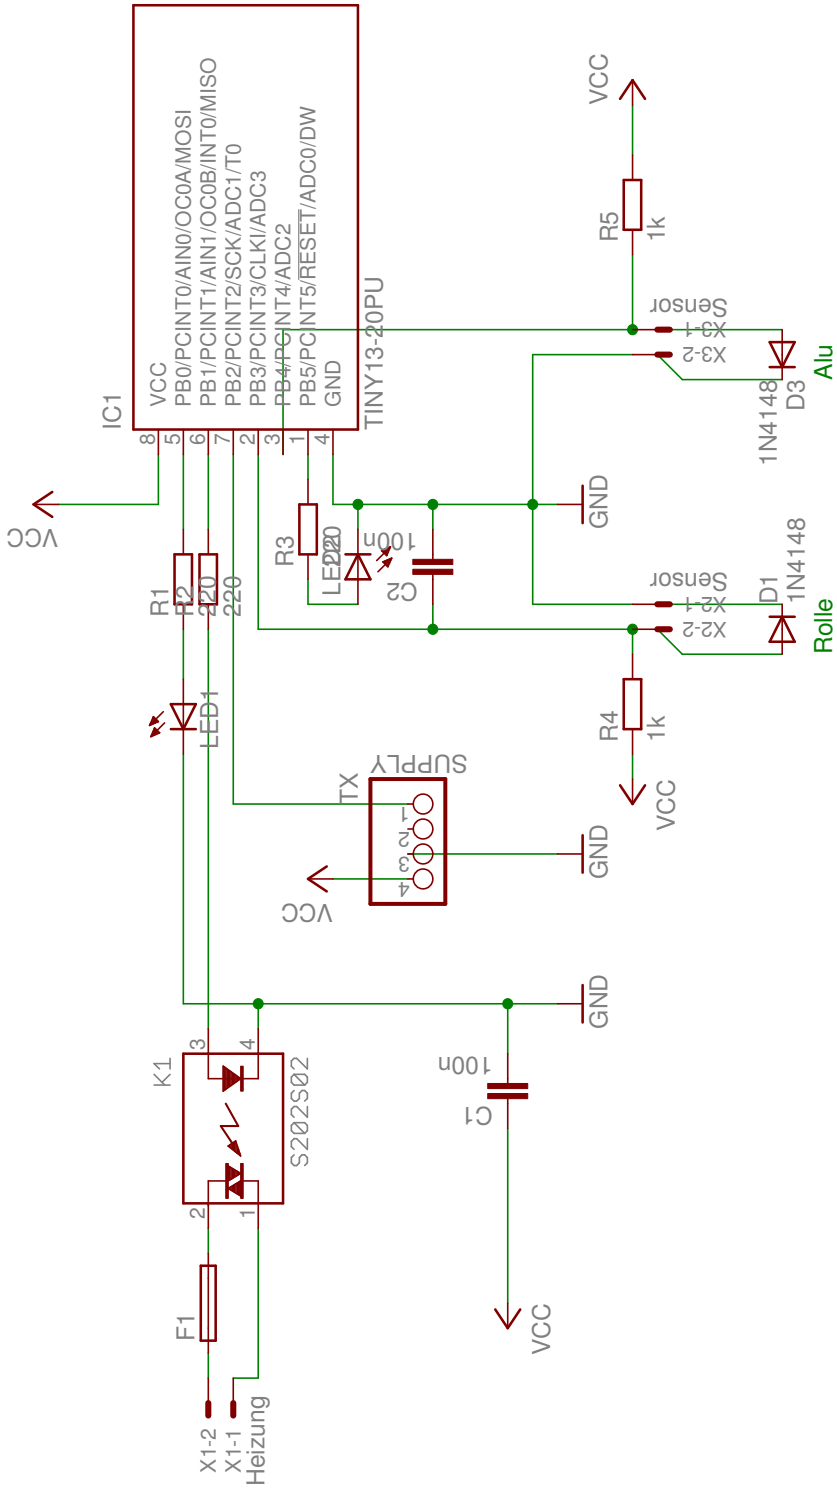 IC1
TINY13-20PU
8
5
6
7
2
3
1
4
VCC
PB0/PCINT0/AIN0/OC0A/MOSI
PB1/PCINT1/AIN1/OC0B/INT0/MISO
PB2/PCINT2/SCK/ADC1/T0
PB3/PCINT3/CLKI/ADC3
PB4/PCINT4/ADC2
PB5/PCINT5/RESET/ADC0/DW
GND
VCC
R1
R2
220
220
R3
220
LED2
C2
100n
LED1
GND
VCC
R5
1k
Sensor
X3-1
X3-2
1N4148
D3
Alu
Sensor
X2-1
X2-2
D1
1N4148
Rolle
R4
1k
VCC
TX
SUPPLY
1
2
3
4
VCC
GND
GND
K1
S202S02
3
4
2
1
C1
100n
VCC
F1
X1-2
X1-1
Heizung